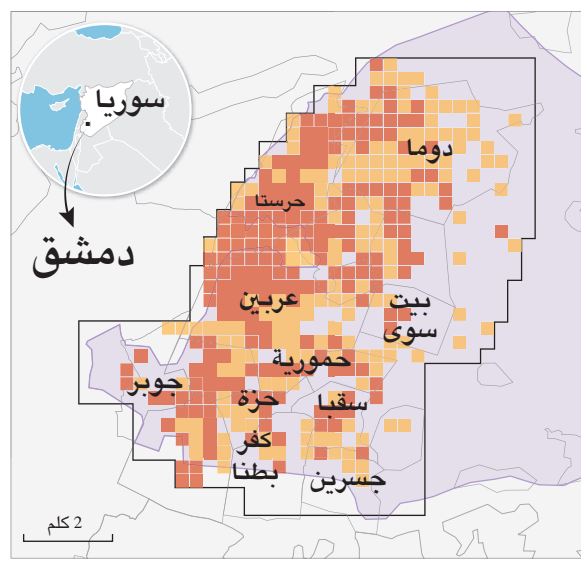 سوريا
دمشق
دوما
حرستا
عربين
بيت
سوى
حمورية
جوبر
حزة
سقبا
كفر
بطنا
جسرين
2 كلم